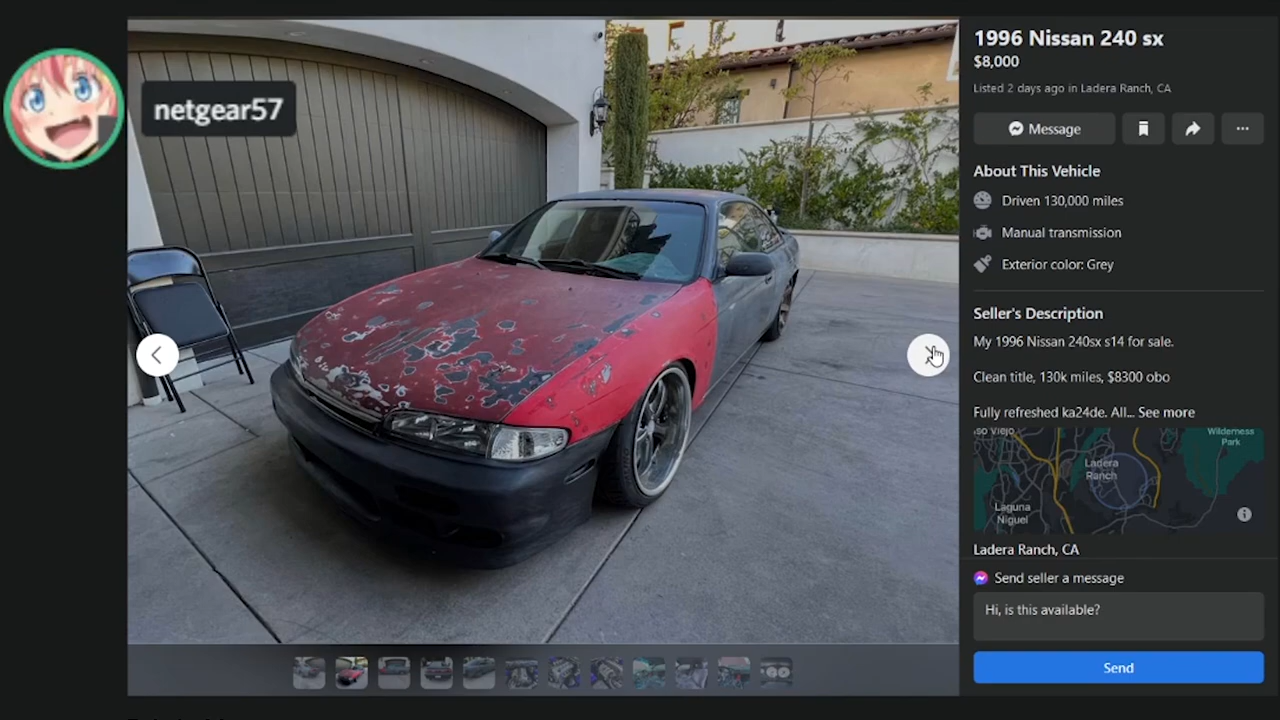 netgear57
1996 Nissan 240 sx
$8,000
Listed 2 days ago in Ladera Ranch, CA
Message
About This Vehicle
Driven 130,000 miles
Manual transmission
Exterior color: Grey
Seller's Description
My 1996 Nissan 240sx s14 for sale.
Clean title, 130k miles, $8300 obo
Fully refreshed ka24de. All... See more
so Viejo
Wilderness
Park
Ladera
Ranch
Laguna
Niguel
Ladera Ranch, CA
Send seller a message
Hi, is this available?
Send